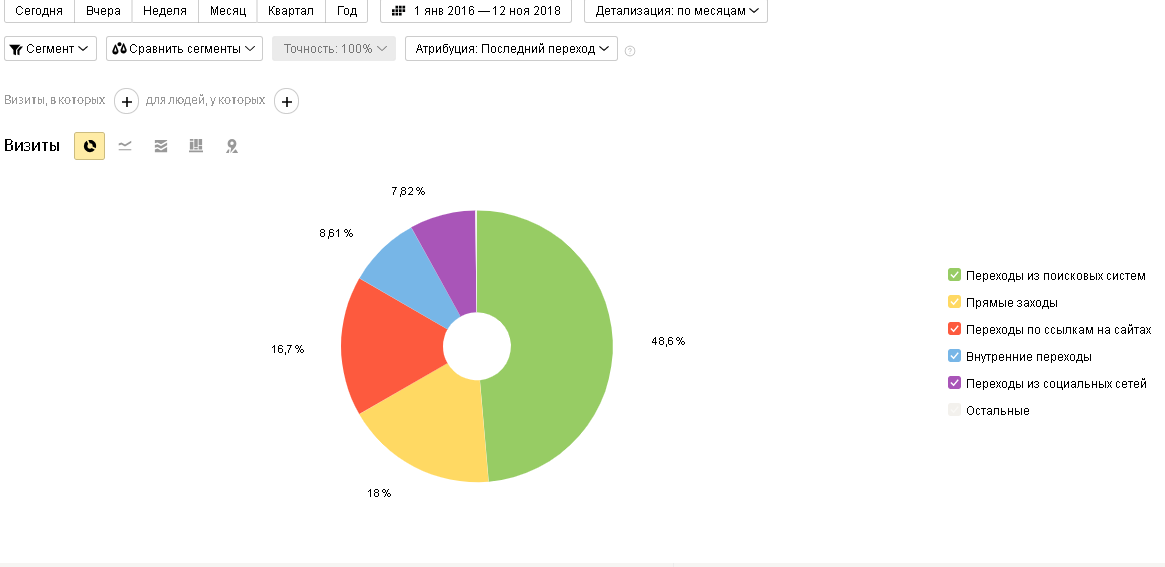 Сегодня Вчера Неделя Месяц Квартал Год 1 янв 2016 — 12 ноя 2018 Детализация: по месяцам
Сегмент Сравнить сегменты Точность: 100% Атрибуция: Последний переход ?
Визиты, в которых + для людей, у которых +
Визиты
7,82 %
8,61 %
16,7 %
18 %
48,6 %
Переходы из поисковых систем
Прямые заходы
Переходы по ссылкам на сайтах
Внутренние переходы
Переходы из социальных сетей
Остальные